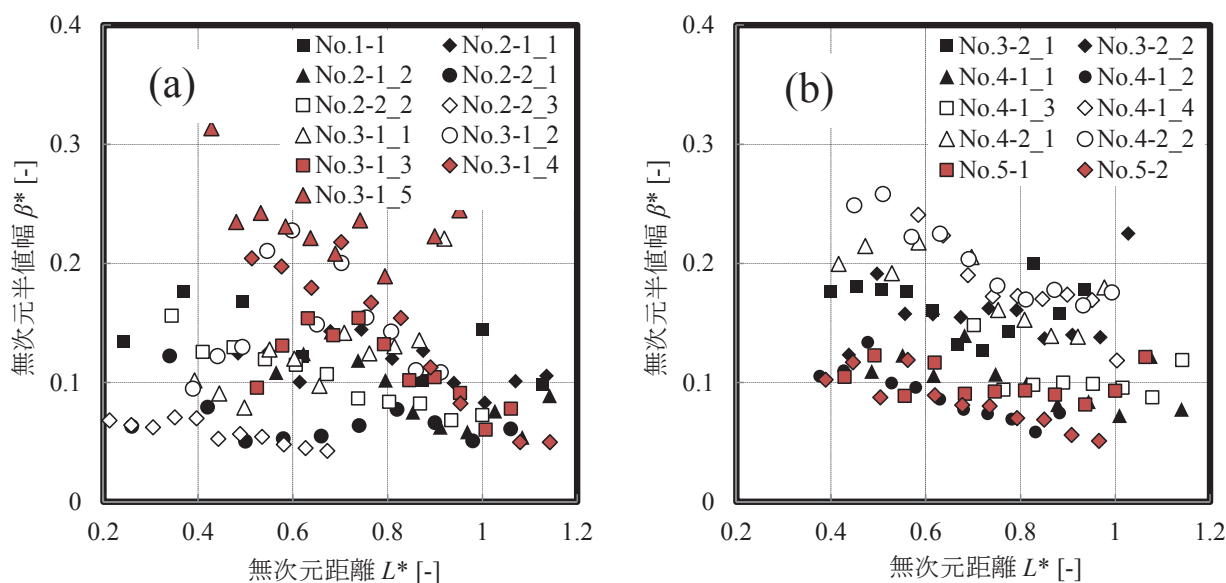 (a)
0.4
0.3
0.2
0.1
0
0.2
0.4
0.6
0.8
1
1.2
無次元半値幅 β* [-]
無次元距離 L* [-]
No.1-1
No.2-1_1
No.2-1_2
No.2-2_1
No.2-2_2
No.2-2_3
No.3-1_1
No.3-1_2
No.3-1_3
No.3-1_4
No.3-1_5
(b)
0.4
0.3
0.2
0.1
0
0.2
0.4
0.6
0.8
1
1.2
無次元半値幅 β* [-]
無次元距離 L* [-]
No.3-2_1
No.3-2_2
No.4-1_1
No.4-1_2
No.4-1_3
No.4-1_4
No.4-2_1
No.4-2_2
No.5-1
No.5-2